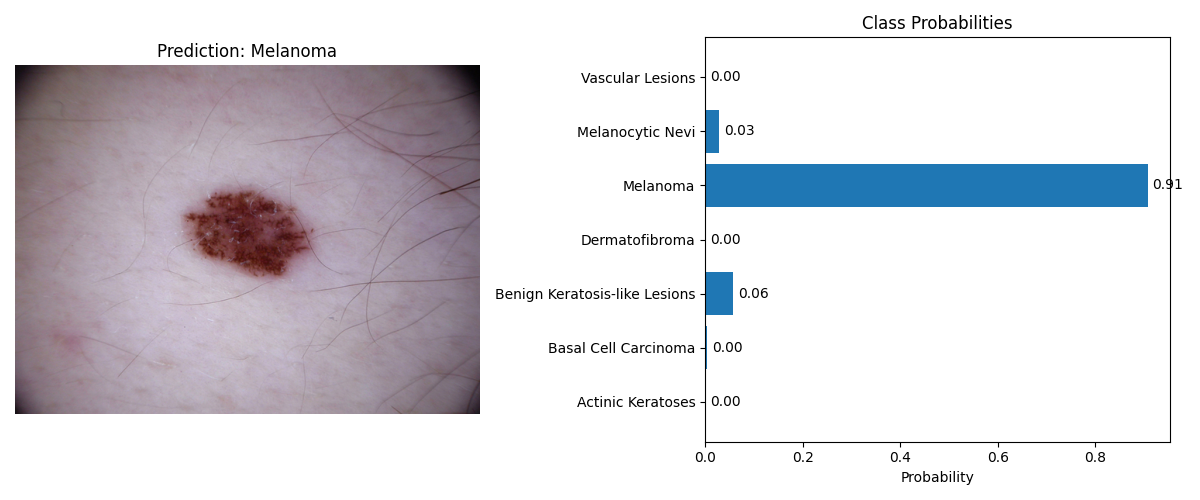 Prediction: Melanoma
Class Probabilities
Vascular Lesions 0.00
Melanocytic Nevi 0.03
Melanoma 0.91
Dermatofibroma 0.00
Benign Keratosis-like Lesions 0.06
Basal Cell Carcinoma 0.00
Actinic Keratoses 0.00
0.0 0.2 0.4 0.6 0.8
Probability